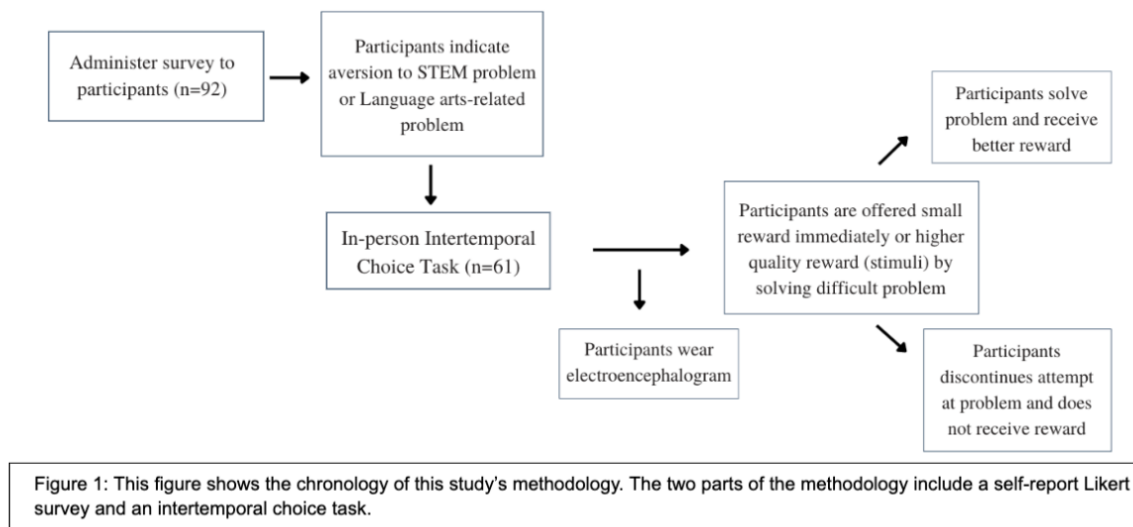 Administer survey to
participants (n=92)
Participants indicate
aversion to STEM problem
or Language arts-related
problem
In-person Intertemporal
Choice Task (n=61)
Participants wear
electroencephalogram
Participants are offered small
reward immediately or higher
quality reward (stimuli) by
solving difficult problem
Participants solve
problem and receive
better reward
Participants
discontinues attempt
at problem and does
not receive reward
Figure 1: This figure shows the chronology of this study's methodology. The two parts of the methodology include a self-report Likert
survey and an intertemporal choice task.